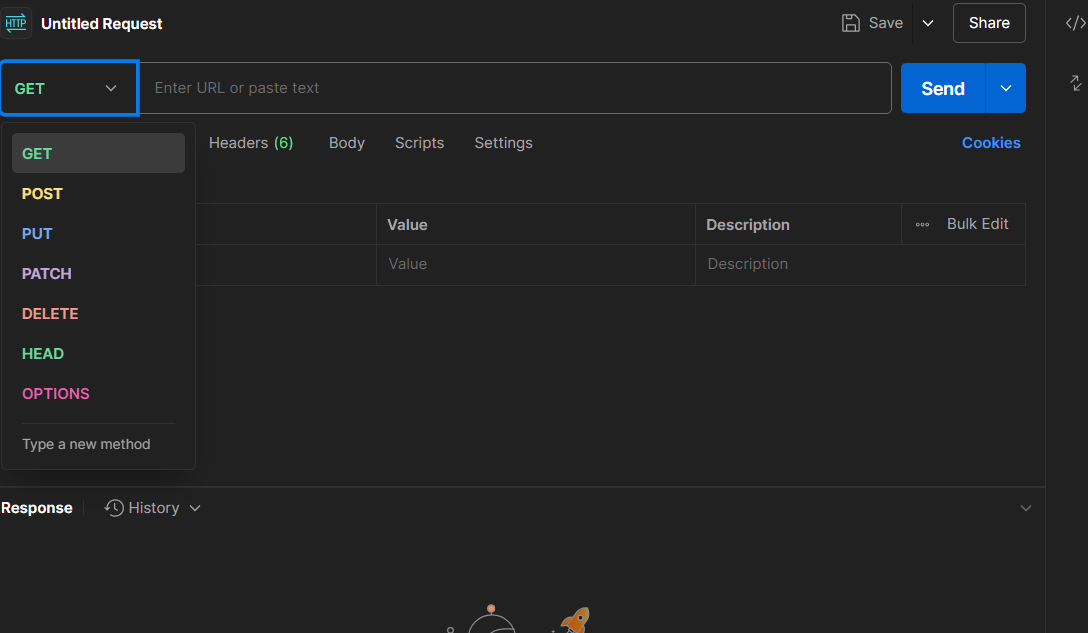 HTTP Untitled Request Save Share </>
GET Enter URL or paste text Send
Headers (6) Body Scripts Settings Cookies
GET
POST
PUT
PATCH
DELETE
HEAD
OPTIONS
Type a new method
Value Description Bulk Edit
Value Description
Response History